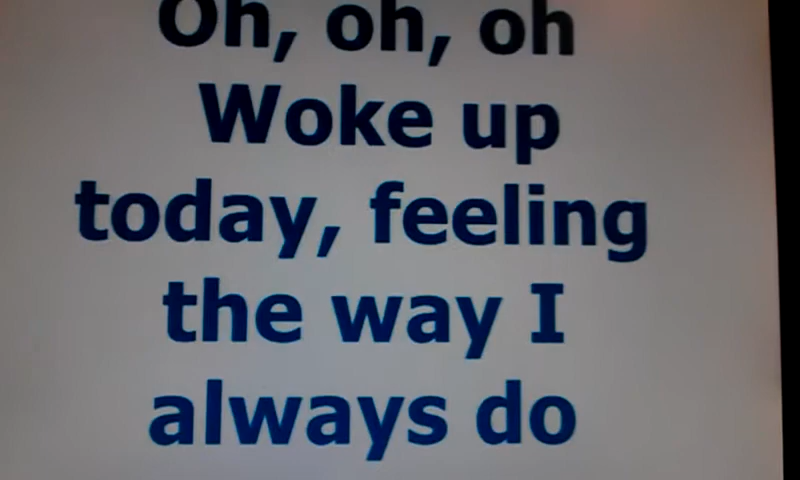 Oh, oh, oh
Woke up
today, feeling
the way I
always do